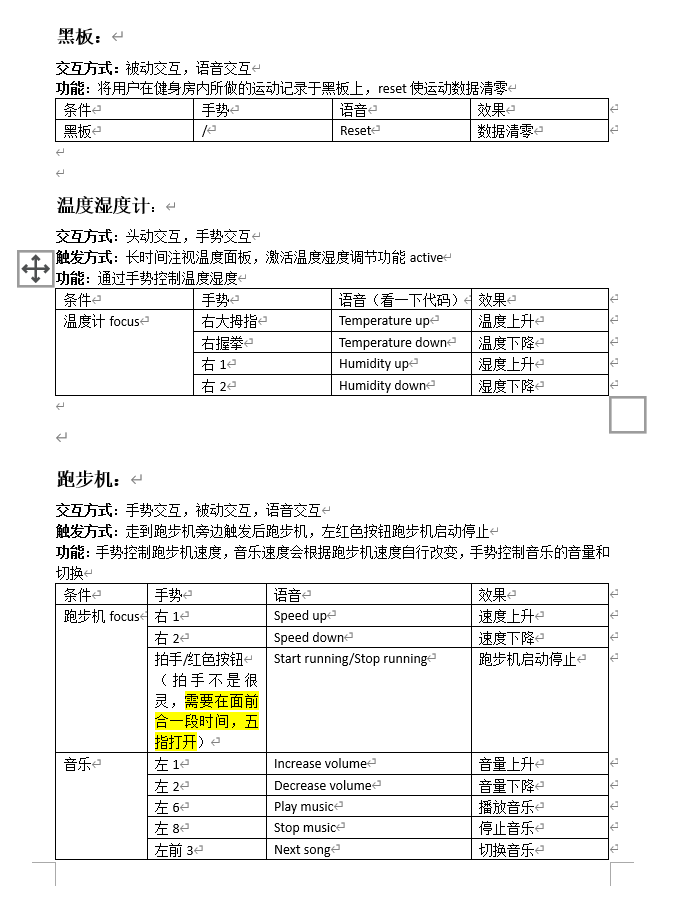 黑板：
交互方式：被动交互，语音交互
功能：将用户在健身房内所做的运动记录于黑板上，reset 使运动数据清零
条件 手势 语音 效果
黑板 / Reset 数据清零
温度湿度计：
交互方式：头动交互，手势交互
触发方式：长时间注视温度面板，激活温度湿度调节功能 active
功能：通过手势控制温度湿度
条件 手势 语音（看一下代码） 效果
温度计 focus 右大拇指 Temperature up 温度上升
右握拳 Temperature down 温度下降
右 1 Humidity up 湿度上升
右 2 Humidity down 湿度下降
跑步机：
交互方式：手势交互，被动交互，语音交互
触发方式：走到跑步机旁边触发后跑步机，左红色按钮跑步机启动停止
功能：手势控制跑步机速度，音乐速度会根据跑步机速度自行改变，手势控制音乐的音量和
切换
条件 手势 语音 效果
跑步机 focus 右 1 Speed up 速度上升
右 2 Speed down 速度下降
拍手/红色按钮 Start running/Stop running 跑步机启动停止
（拍手不是很
灵，需要在面前
合一段时间，五
指打开）
音乐 左 1 Increase volume 音量上升
左 2 Decrease volume 音量下降
左 6 Play music 播放音乐
左 8 Stop music 停止音乐
左前 3 Next song 切换音乐